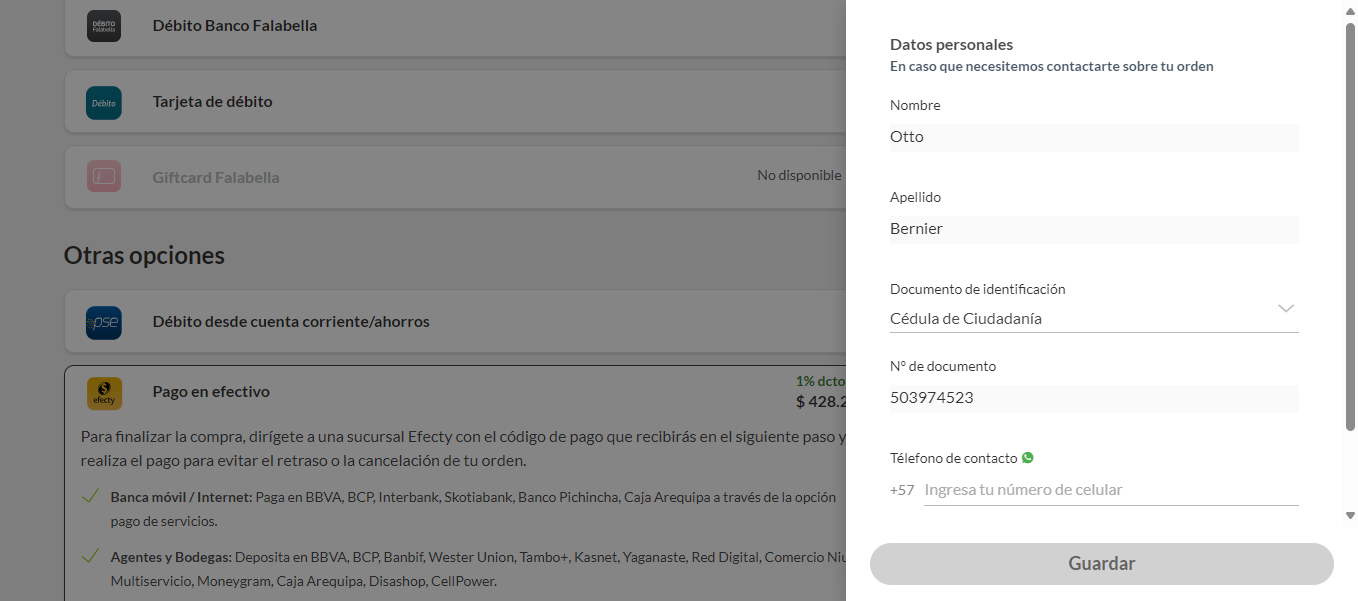 DÉBITO
Falabella
Débito Banco Falabella
Débito
Tarjeta de débito
Giftcard Falabella
No disponible
Otras opciones
pse
Débito desde cuenta corriente/ahorros
efecty
Pago en efectivo
1% dcto
$ 428.2
Para finalizar la compra, dirígete a una sucursal Efecty con el código de pago que recibirás en el siguiente paso y
realiza el pago para evitar el retraso o la cancelación de tu orden.
Banca móvil / Internet: Paga en BBVA, BCP, Interbank, Skotiabank, Banco Pichincha, Caja Arequipa a través de la opción
pago de servicios.
Agentes y Bodegas: Deposita en BBVA, BCP, Banbif, Wester Union, Tambo+, Kasnet, Yaganaste, Red Digital, Comercio Niu
Multiservicio, Moneygram, Caja Arequipa, Disashop, CellPower.
Datos personales
En caso que necesitemos contactarte sobre tu orden
Nombre
Otto
Apellido
Bernier
Documento de identificación
Cédula de Ciudadanía
N° de documento
503974523
Télefono de contacto
+57 Ingresa tu número de celular
Guardar